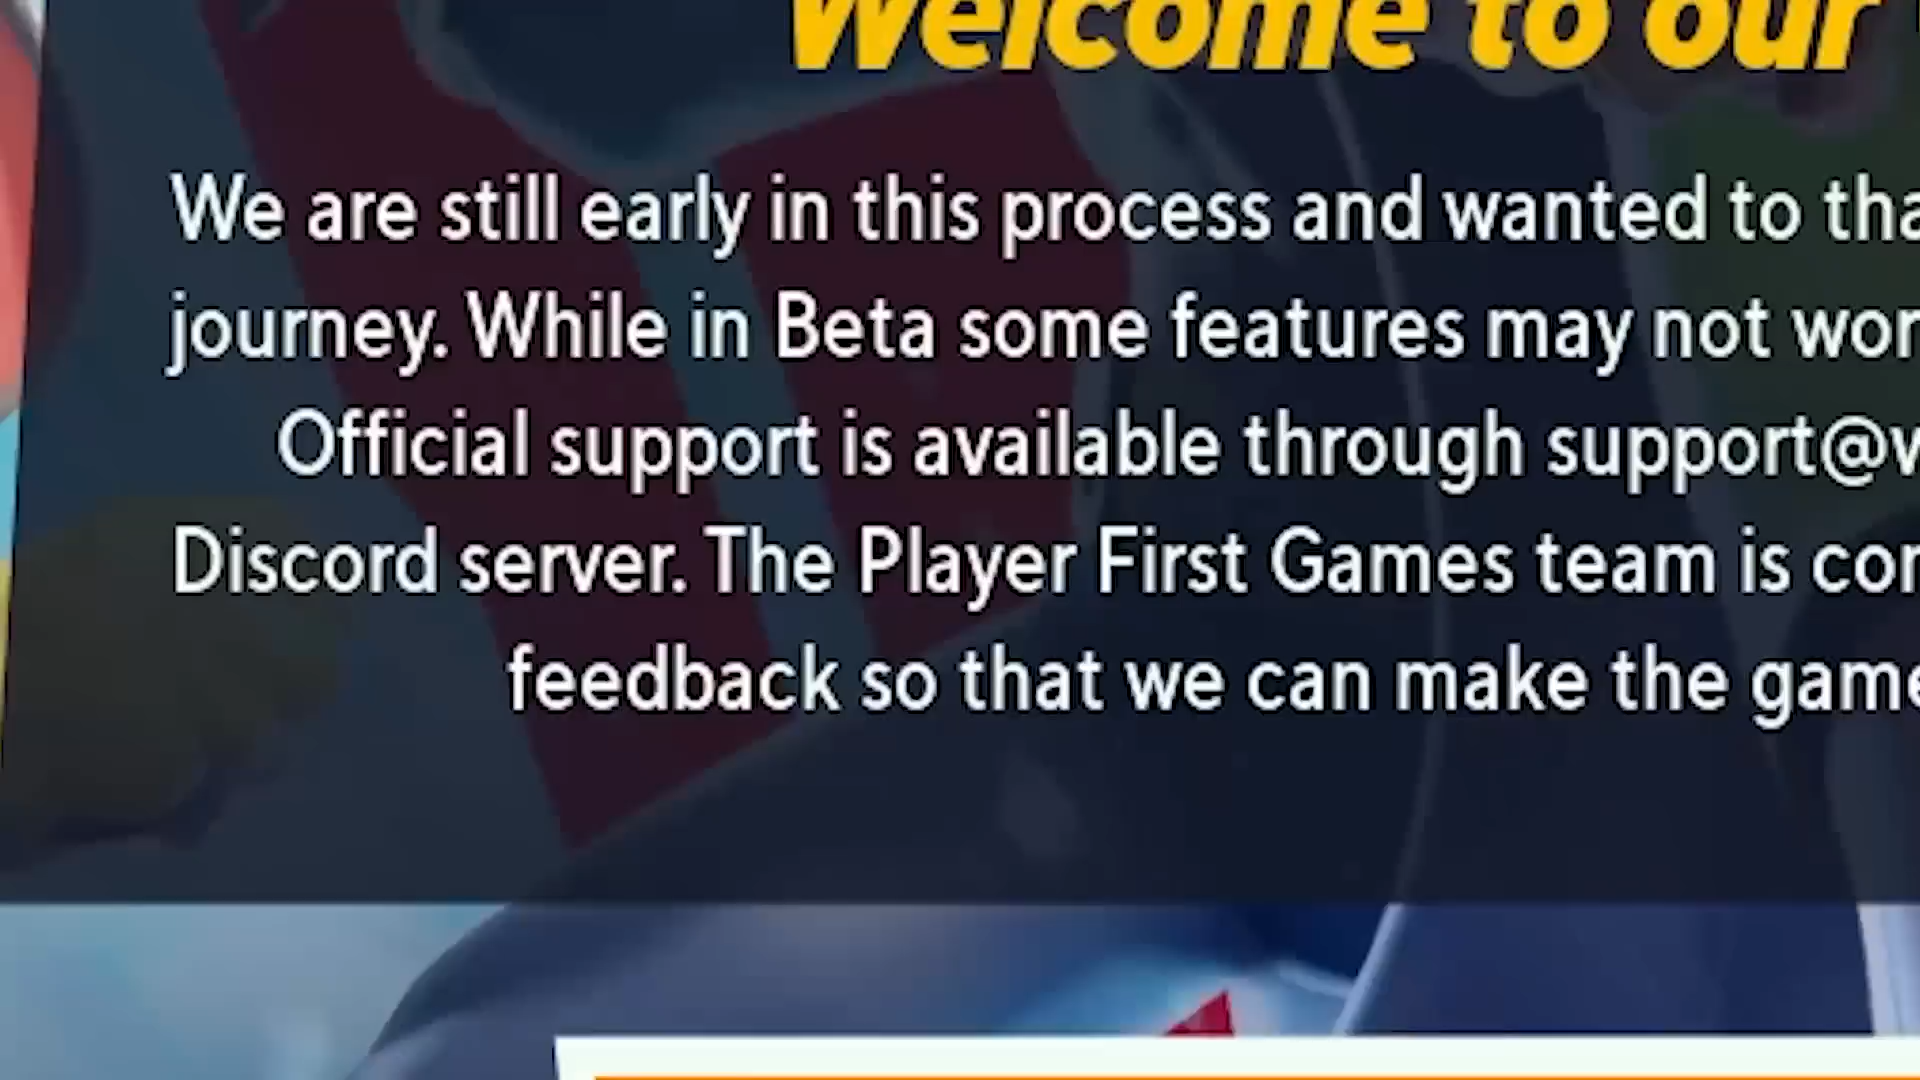 Welcome to our
We are still early in this process and wanted to tha
journey. While in Beta some features may not wor
Official support is available through support@v
Discord server. The Player First Games team is con
feedback so that we can make the game